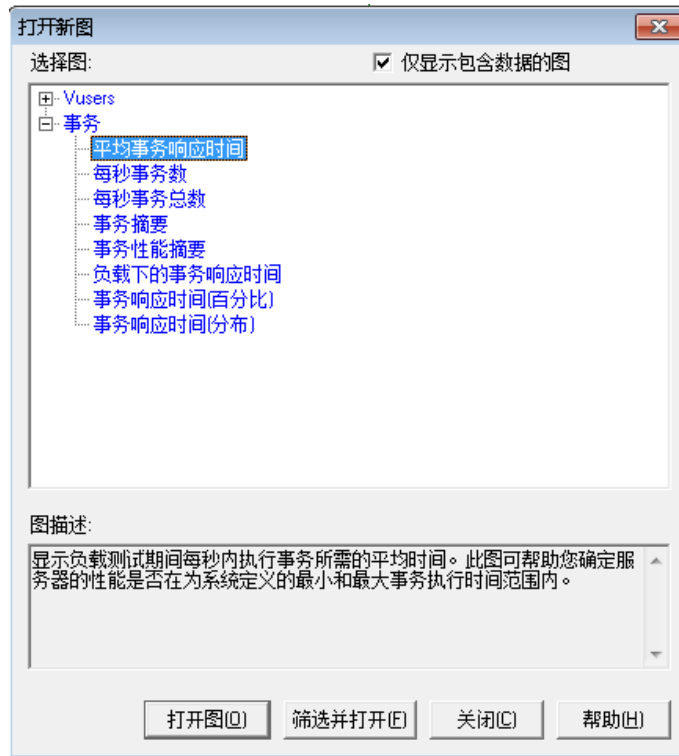 打开新图
选择图:
仅显示包含数据的图
Vusers
事务
平均事务响应时间
每秒事务数
每秒事务总数
事务摘要
事务性能摘要
负载下的事务响应时间
事务响应时间(百分比)
事务响应时间(分布)
图描述:
显示负载测试期间每秒内执行事务所需的平均时间。此图可帮助您确定服
务器的性能是否在为系统定义的最小和最大事务执行时间范围内。
打开图(O)
筛选并打开(F)
关闭(C)
帮助(H)